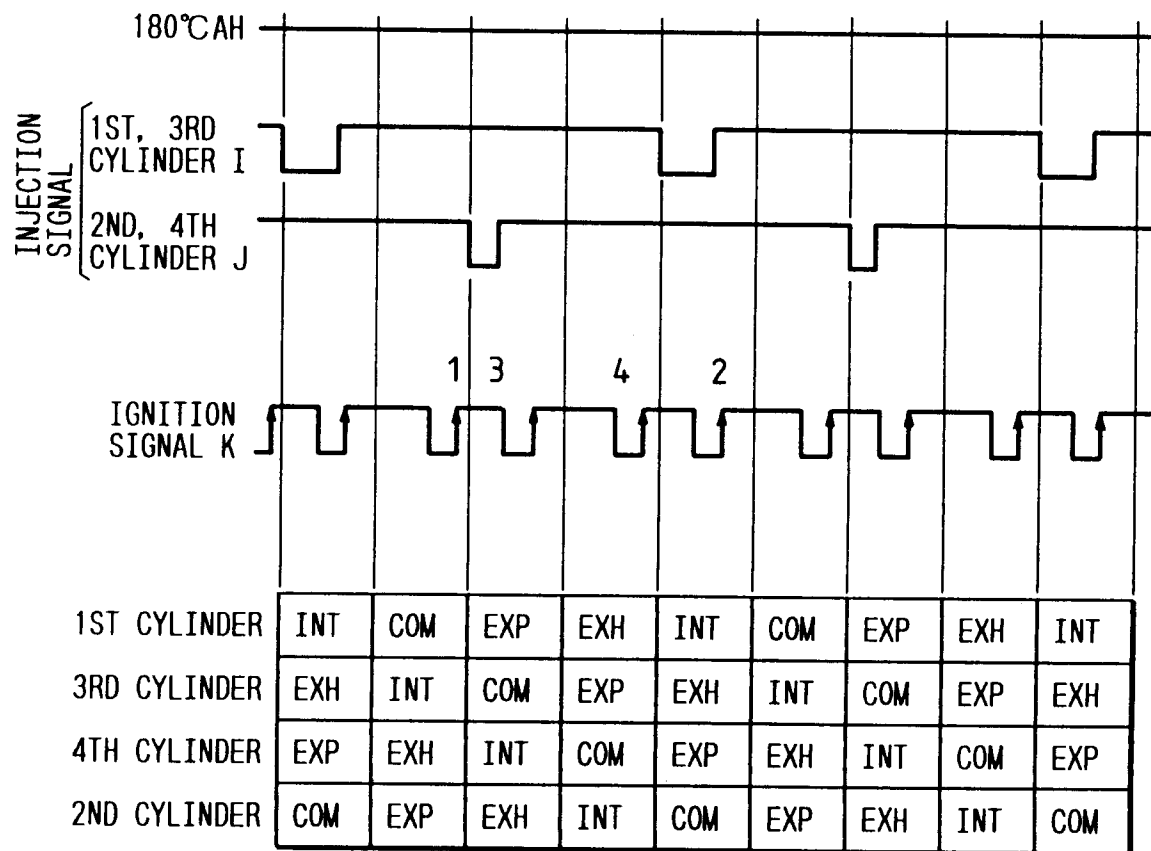 180°CAH
INJECTION
SIGNAL
1ST, 3RD
CYLINDER I
2ND, 4TH
CYLINDER J
1 3 4 2
IGNITION
SIGNAL K
1ST CYLINDER INT COM EXP EXH INT COM EXP EXH INT
3RD CYLINDER EXH INT COM EXP EXH INT COM EXP EXH
4TH CYLINDER EXP EXH INT COM EXP EXH INT COM EXP
2ND CYLINDER COM EXP EXH INT COM EXP EXH INT COM